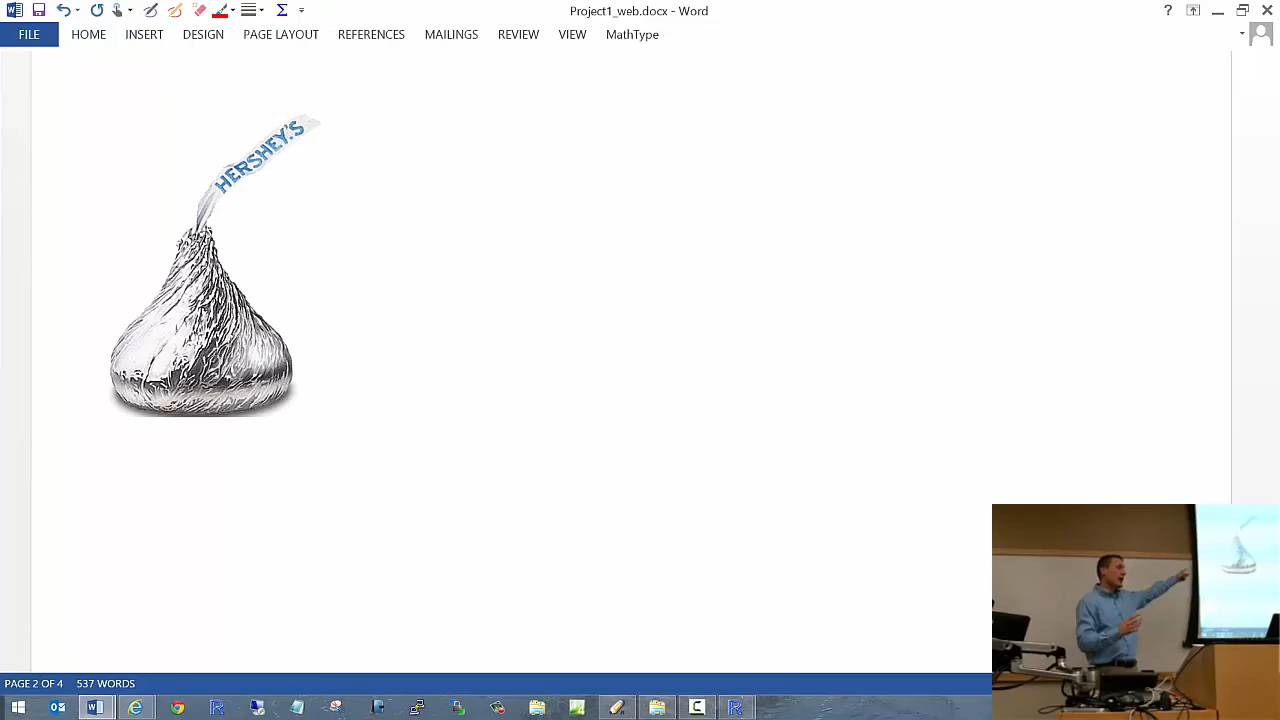 Project1_web.docx - Word
FILE HOME INSERT DESIGN PAGE LAYOUT REFERENCES MAILINGS REVIEW VIEW MathType
HERSHEY'S
PAGE 2 OF 4 537 WORDS